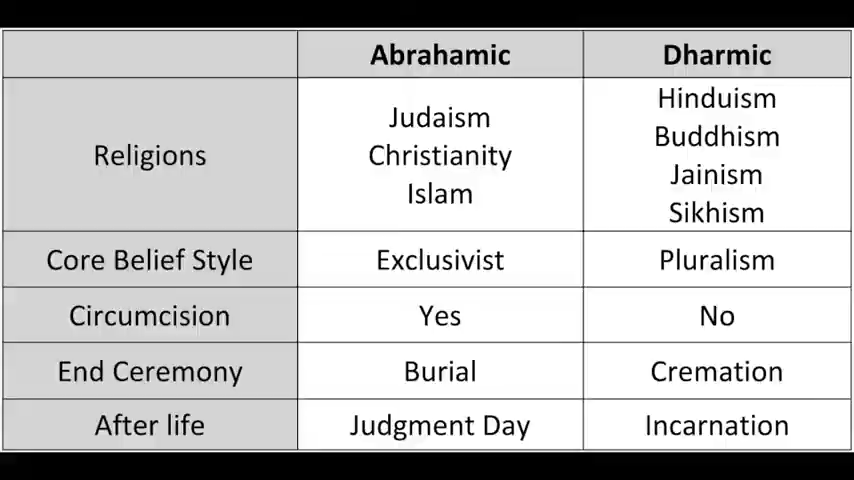 Abrahamic Dharmic
Religions
Judaism
Christianity
Islam
Hinduism
Buddhism
Jainism
Sikhism
Core Belief Style Exclusivist Pluralism
Circumcision Yes No
End Ceremony Burial Cremation
After life Judgment Day Incarnation